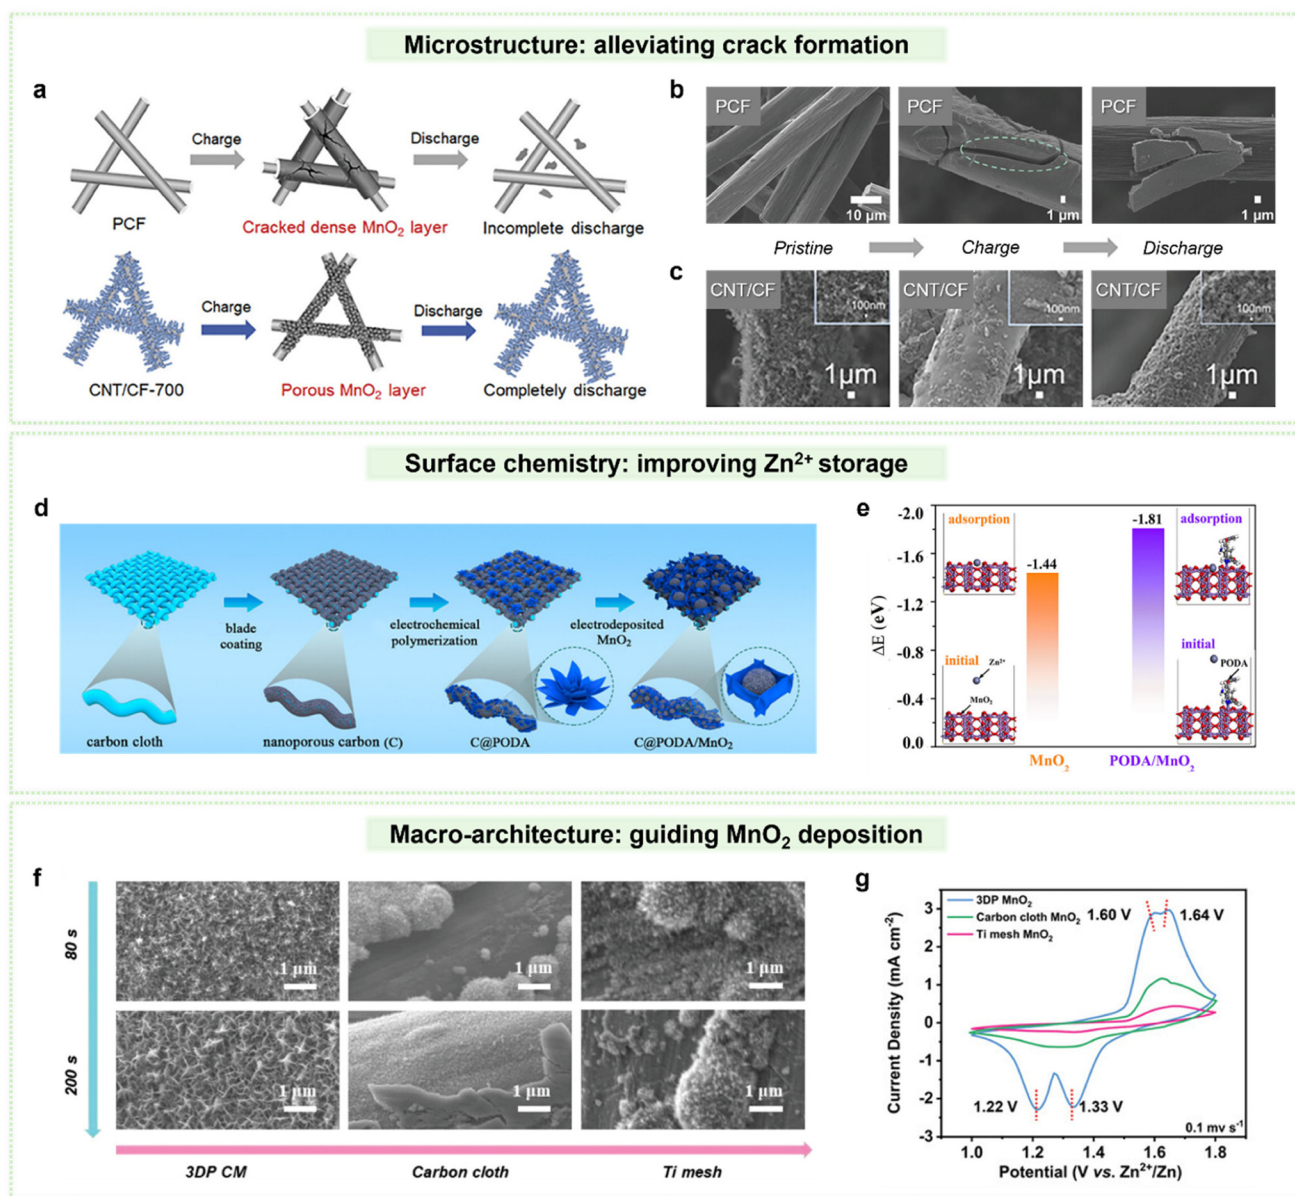 Microstructure: alleviating crack formation
a
Charge
Discharge
PCF
Cracked dense MnO₂ layer
Incomplete discharge
Charge
Discharge
CNT/CF-700
Porous MnO₂ layer
Completely discharge
b
PCF
PCF
PCF
10 μm
1 μm
1 μm
Pristine
Charge
Discharge
c
CNT/CF
CNT/CF
CNT/CF
100nm
100nm
100nm
1μm
1μm
1μm
Surface chemistry: improving Zn²⁺ storage
d
blade
coating
electrochemical
polymerization
electrodeposited
MnO₂
carbon cloth
nanoporous carbon (C)
C@PODA
C@PODA/MnO₂
e
ΔE (eV)
-2.0
-1.6
-1.2
-0.8
-0.4
0.0
adsorption
-1.44
-1.81
adsorption
initial
Zn²⁺
MnO₂
initial
PODA
MnO₂
PODA/MnO₂
Macro-architecture: guiding MnO₂ deposition
f
80 s
200 s
1 μm
1 μm
1 μm
1 μm
1 μm
1 μm
3DP CM
Carbon cloth
Ti mesh
g
3DP MnO₂
Carbon cloth MnO₂
Ti mesh MnO₂
1.60 V
1.64 V
1.22 V
1.33 V
0.1 mv s⁻¹
Current Density (mA cm⁻²)
3
2
1
0
-1
-2
-3
1.0
1.2
1.4
1.6
1.8
Potential (V vs. Zn²⁺/Zn)